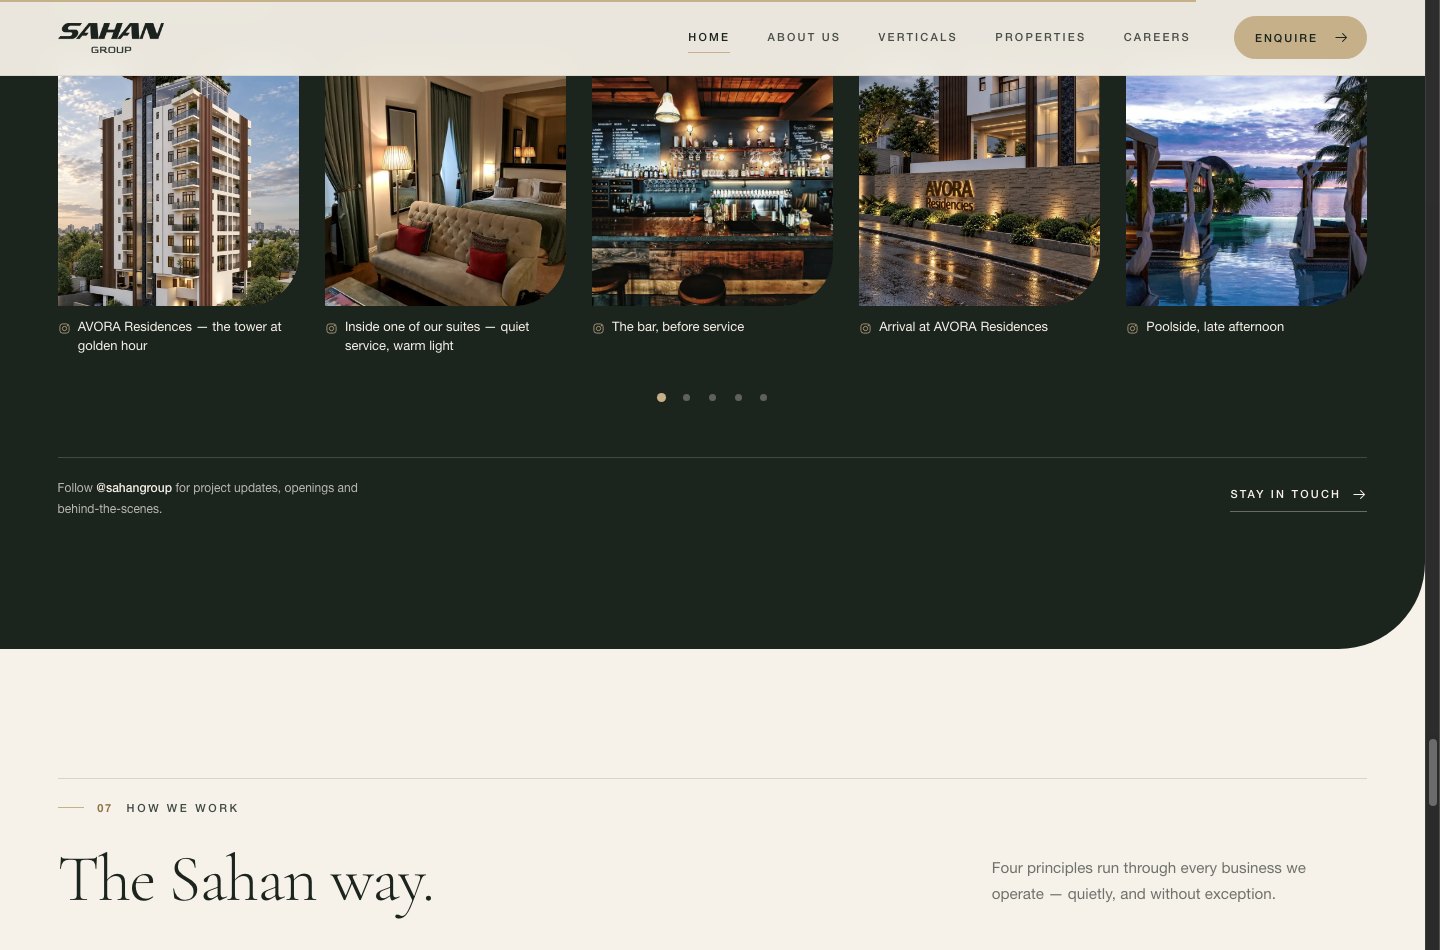 SAHAN
GROUP
HOME
ABOUT US
VERTICALS
PROPERTIES
CAREERS
ENQUIRE
AVORA
Residencies
AVORA Residences — the tower at
golden hour
Inside one of our suites — quiet
service, warm light
The bar, before service
Arrival at AVORA Residences
Poolside, late afternoon
Follow @sahangroup for project updates, openings and
behind-the-scenes.
STAY IN TOUCH
07 HOW WE WORK
The Sahan way.
Four principles run through every business we
operate — quietly, and without exception.